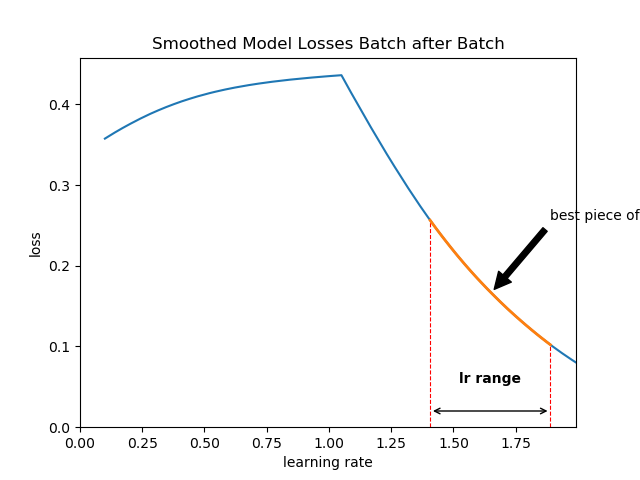 Smoothed Model Losses Batch after Batch
0.4
0.3
0.2
0.1
0.0
loss
best piece of
lr range
0.00 0.25 0.50 0.75 1.00 1.25 1.50 1.75
learning rate